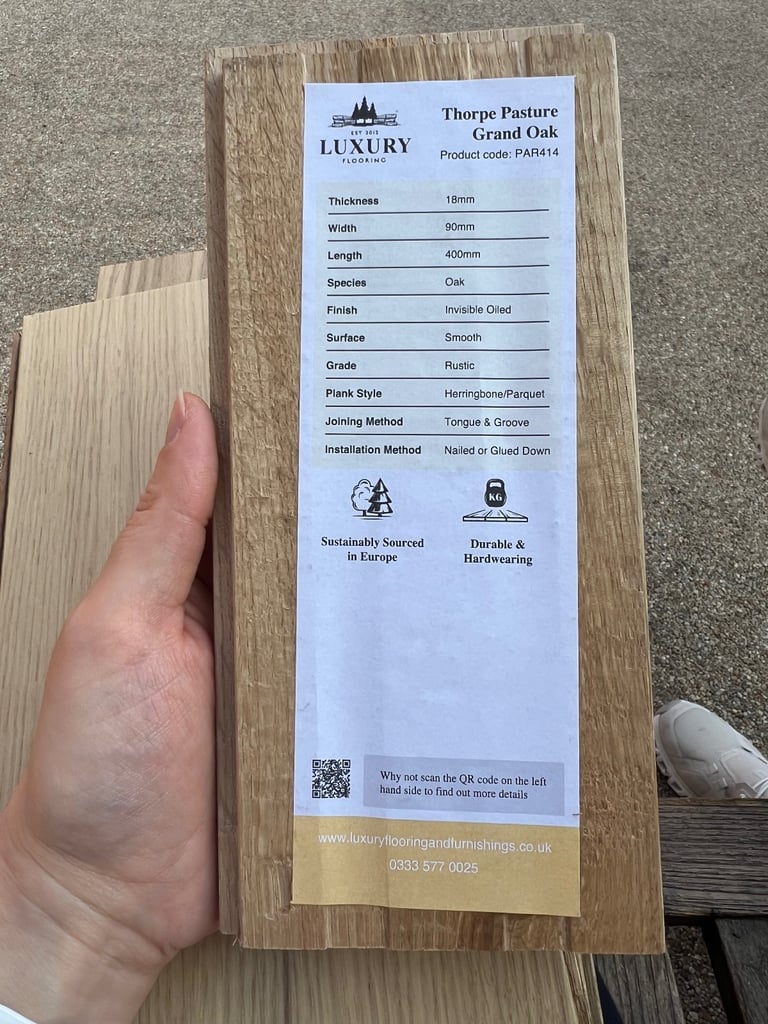 EST 2012
LUXURY
FLOORING
Thorpe Pasture
Grand Oak
Product code: PAR414
Thickness 18mm
Width 90mm
Length 400mm
Species Oak
Finish Invisible Oiled
Surface Smooth
Grade Rustic
Plank Style Herringbone/Parquet
Joining Method Tongue & Groove
Installation Method Nailed or Glued Down
KG
Sustainably Sourced
in Europe
Durable &
Hardwearing
Why not scan the QR code on the left
hand side to find out more details
www.luxuryflooringandfurnishings.co.uk
0333 577 0025